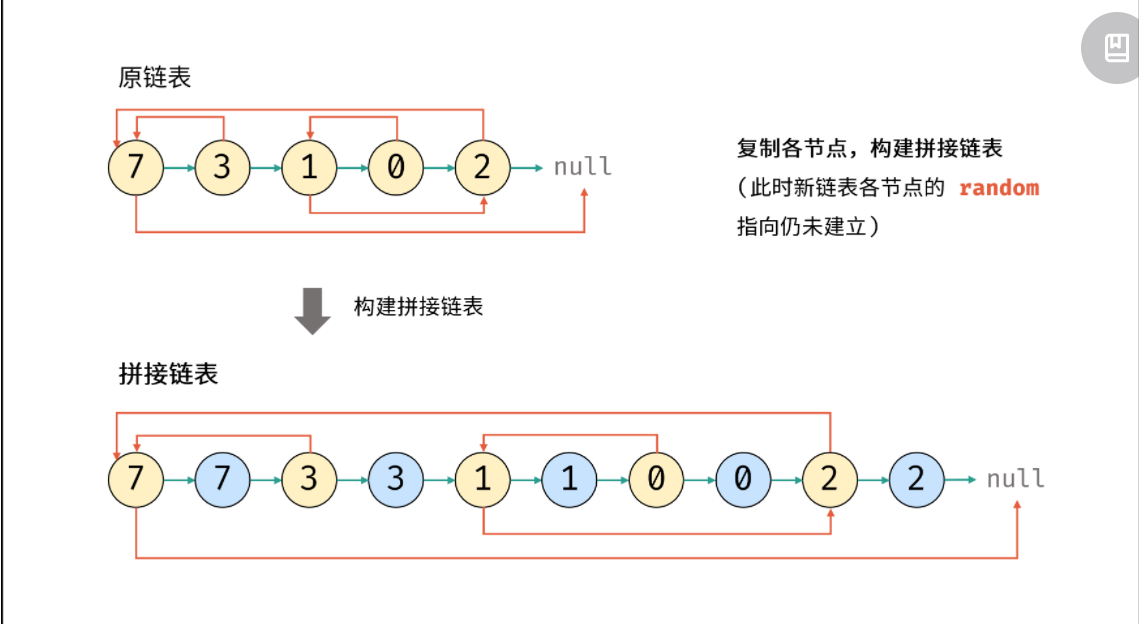 原链表
7 3 1 0 2 null
复制各节点，构建拼接链表
(此时新链表各节点的 random
指向仍未建立)
构建拼接链表
拼接链表
7 7 3 3 1 1 0 0 2 2 null